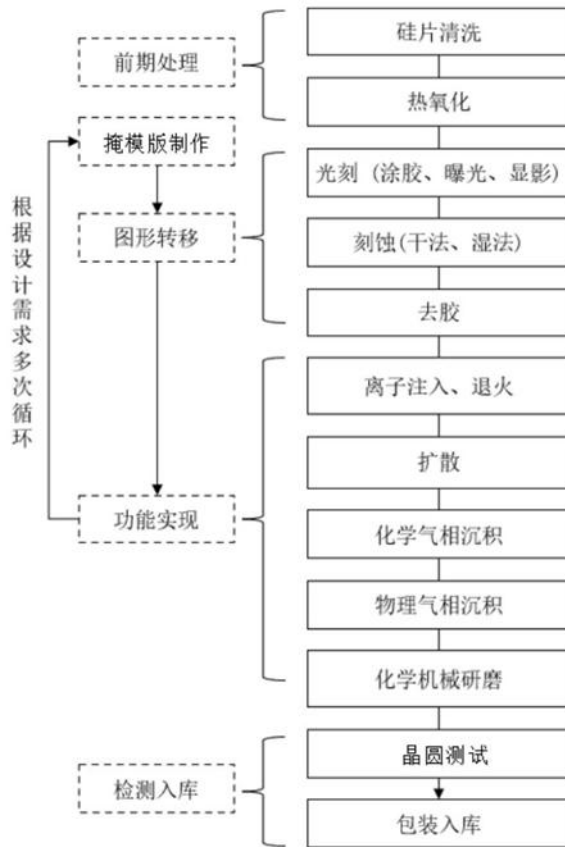 硅片清洗
前期处理
热氧化
掩模版制作
光刻 (涂胶、曝光、显影)
图形转移
刻蚀(干法、湿法)
去胶
根据设计需求多次循环
离子注入、退火
扩散
功能实现
化学气相沉积
物理气相沉积
化学机械研磨
晶圆测试
检测入库
包装入库